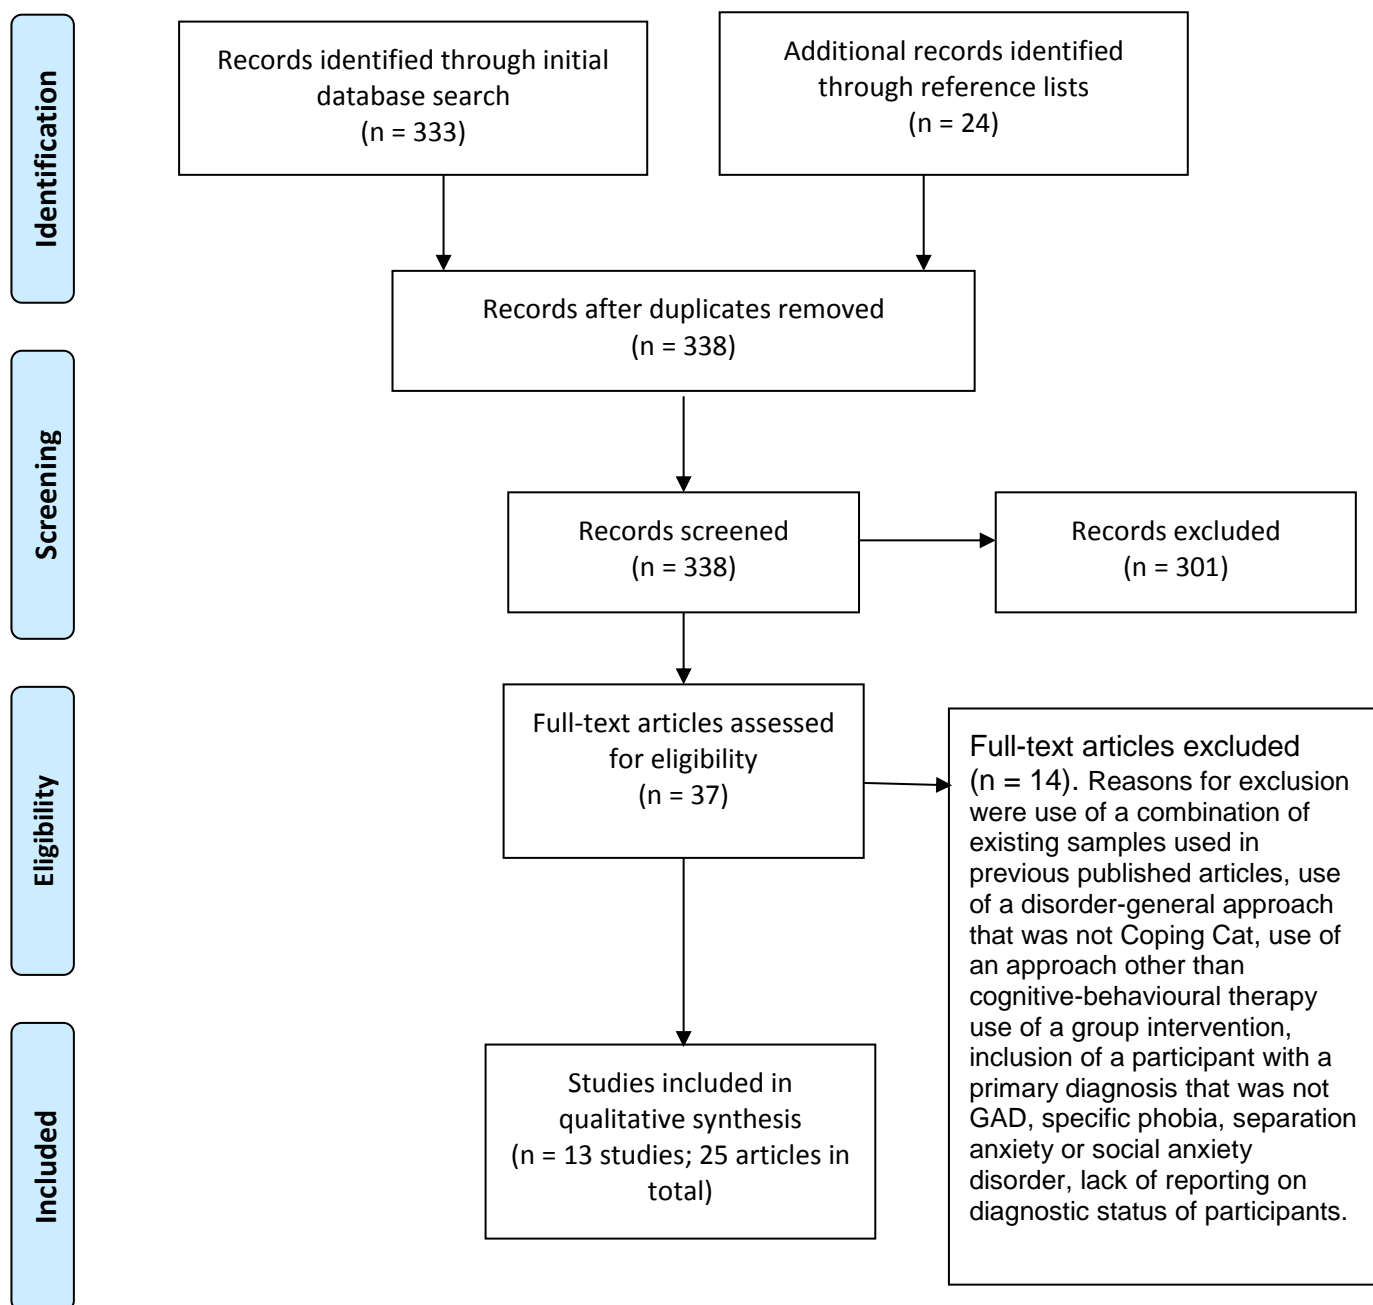 Identification
Records identified through initial
database search
(n = 333)
Additional records identified
through reference lists
(n = 24)
Records after duplicates removed
(n = 338)
Screening
Records screened
(n = 338)
Records excluded
(n = 301)
Eligibility
Full-text articles assessed
for eligibility
(n = 37)
Full-text articles excluded
(n = 14). Reasons for exclusion
were use of a combination of
existing samples used in
previous published articles, use
of a disorder-general approach
that was not Coping Cat, use of
an approach other than
cognitive-behavioural therapy
use of a group intervention,
inclusion of a participant with a
primary diagnosis that was not
GAD, specific phobia, separation
anxiety or social anxiety
disorder, lack of reporting on
diagnostic status of participants.
Included
Studies included in
qualitative synthesis
(n = 13 studies; 25 articles in
total)